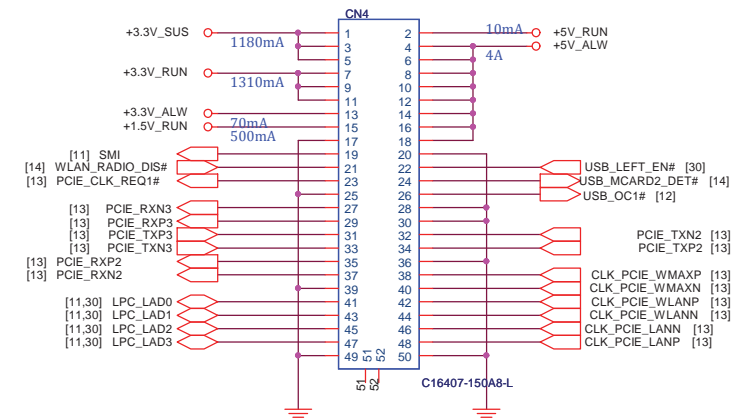 CN4
+3.3V_SUS 1 2 10mA +5V_RUN
1180mA 3 4 +5V_ALW
5 6 4A
+3.3V_RUN 7 8
1310mA 9 10
11 12
+3.3V_ALW 13 14
+1.5V_RUN 70mA 15 16
500mA 17 18
[11] SMI 19 20
[14] WLAN_RADIO_DIS# 21 22 USB_LEFT_EN# [30]
[13] PCIE_CLK_REQ1# 23 24 USB_MCARD2_DET# [14]
25 26 USB_OC1# [12]
[13] PCIE_RXN3 27 28
[13] PCIE_RXP3 29 30
[13] PCIE_TXP3 31 32 PCIE_TXN2 [13]
[13] PCIE_TXN3 33 34 PCIE_TXP2 [13]
[13] PCIE_RXP2 35 36
[13] PCIE_RXN2 37 38 CLK_PCIE_WMAXP [13]
39 40 CLK_PCIE_WMAXN [13]
[11,30] LPC_LAD0 41 42 CLK_PCIE_WLANP [13]
[11,30] LPC_LAD1 43 44 CLK_PCIE_WLANN [13]
[11,30] LPC_LAD2 45 46 CLK_PCIE_LANN [13]
[11,30] LPC_LAD3 47 48 CLK_PCIE_LANP [13]
49 51 52 50
51 52 C16407-150A8-L